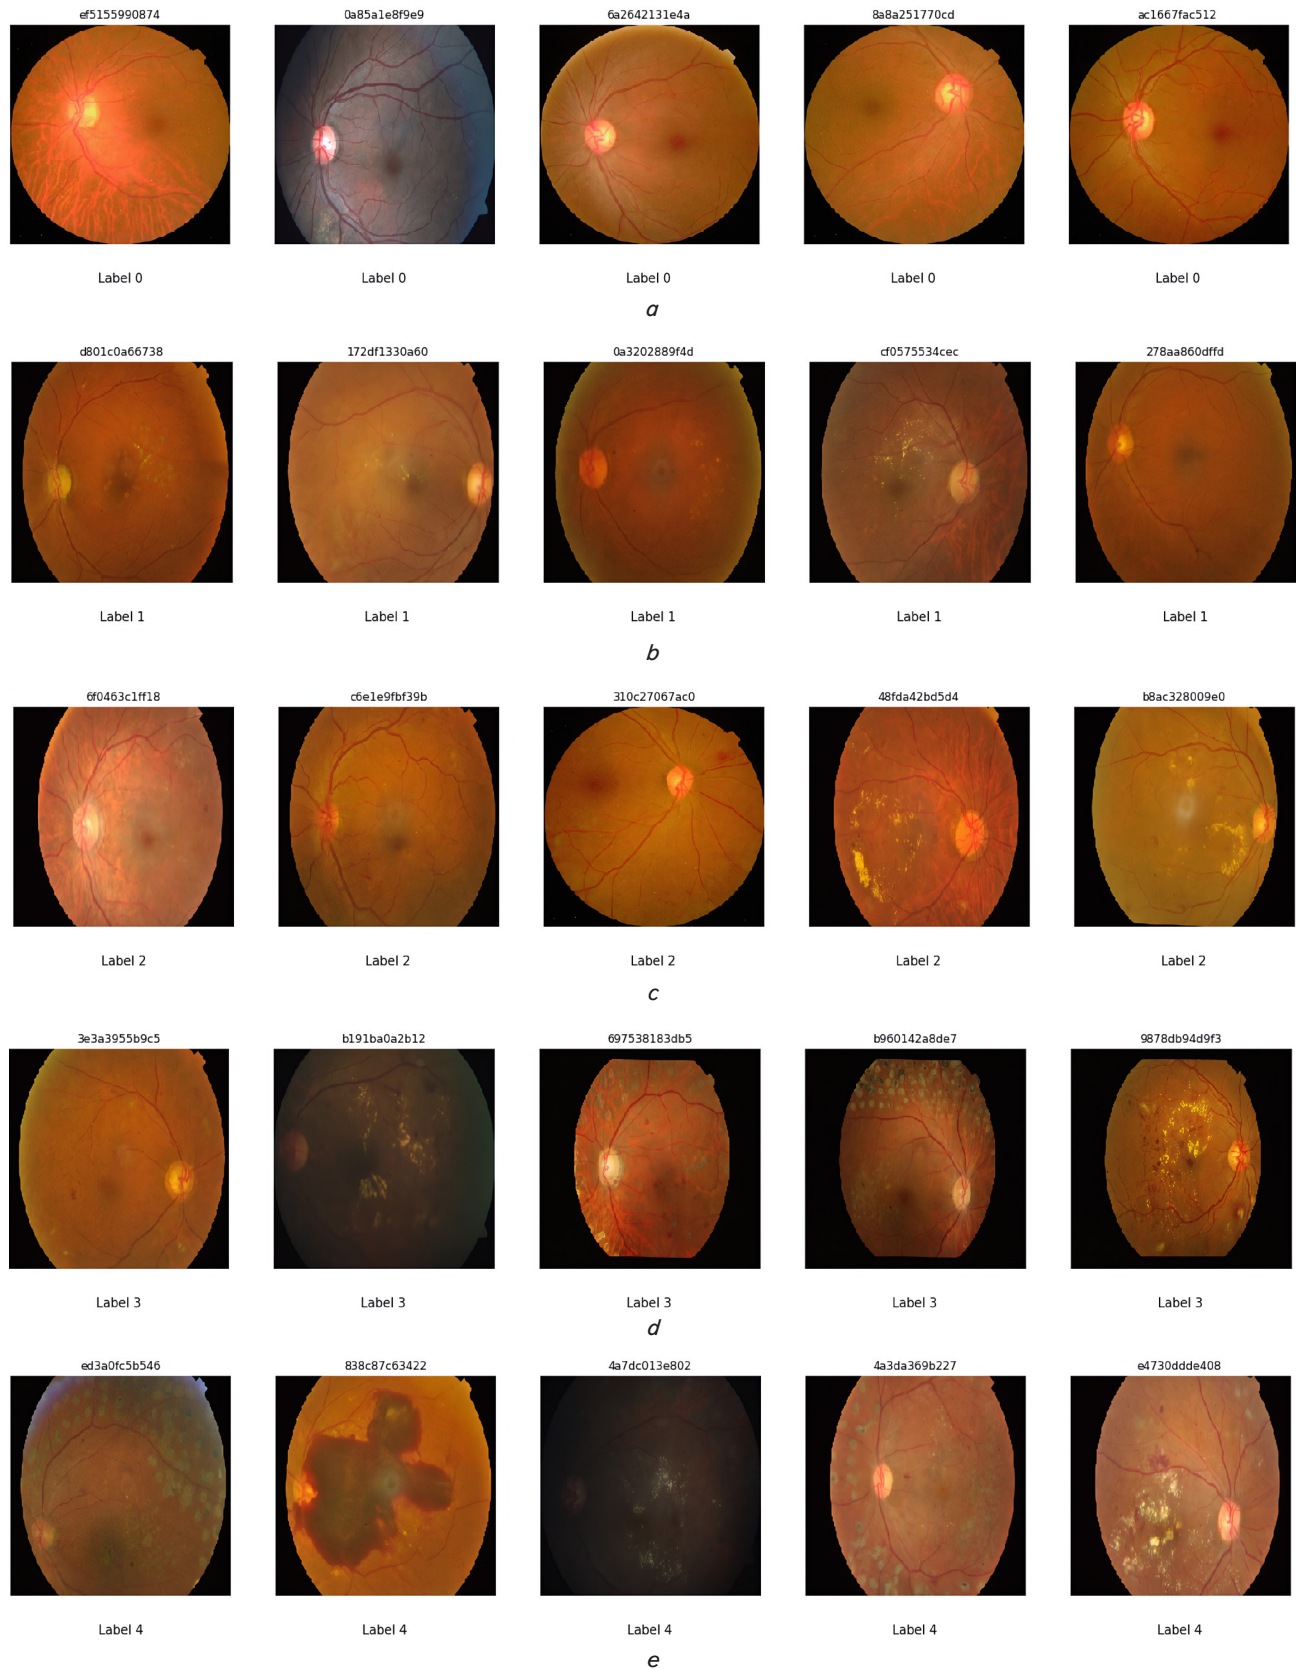 ef5155990874 0a85a1e8f9e9 6a2642131e4a 8a8a251770cd ac1667fac512
Label 0 Label 0 Label 0 Label 0 Label 0
a
d801c0a66738 172df1330a60 0a3202889f4d cf0575534cec 278aa860dffd
Label 1 Label 1 Label 1 Label 1 Label 1
b
6f0463c1ff18 c6e1e9fbf39b 310c27067ac0 48fda42bd5d4 b8ac328009e0
Label 2 Label 2 Label 2 Label 2 Label 2
c
3e3a3955b9c5 b191ba0a2b12 697538183db5 b960142a8de7 9878db94d9f3
Label 3 Label 3 Label 3 Label 3 Label 3
d
ed3a0fc5b546 838c87c63422 4a7dc013e802 4a3da369b227 e4730ddde408
Label 4 Label 4 Label 4 Label 4 Label 4
e